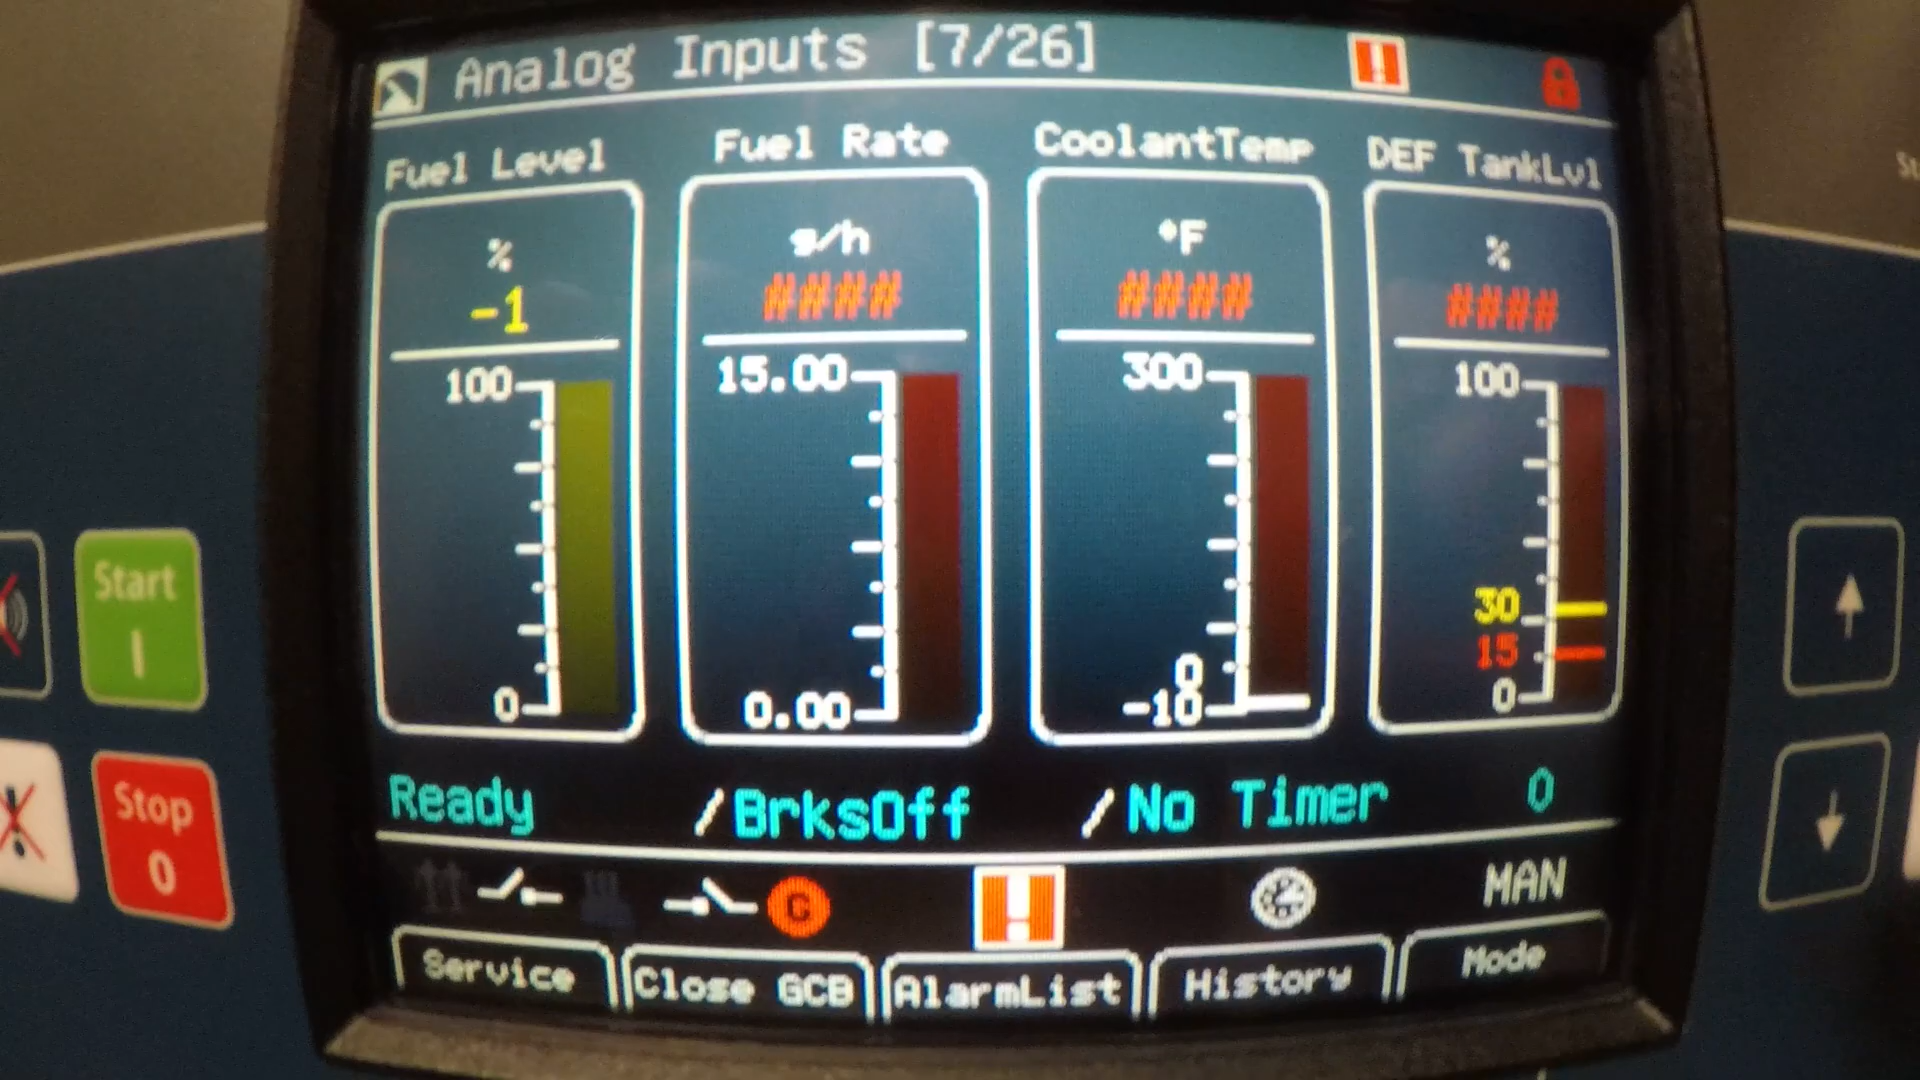 Analog Inputs [7/26]
Fuel Level
%
-1
100
0
Fuel Rate
g/h
####
15.00
0.00
CoolantTemp
°F
####
300
0
-10
DEF TankLvl
%
####
100
30
15
0
Ready /BrksOff /No Timer 0
G
MAN
Service Close GCB AlarmList History Mode
Start
I
Stop
0